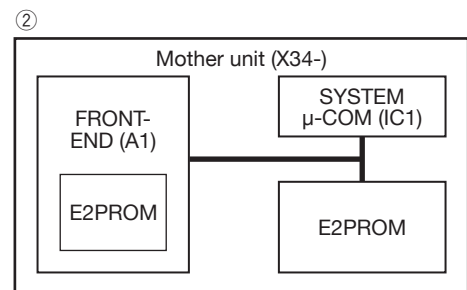 ②
Mother unit (X34-)
FRONT-
END (A1)
E2PROM
SYSTEM
µ-COM (IC1)
E2PROM